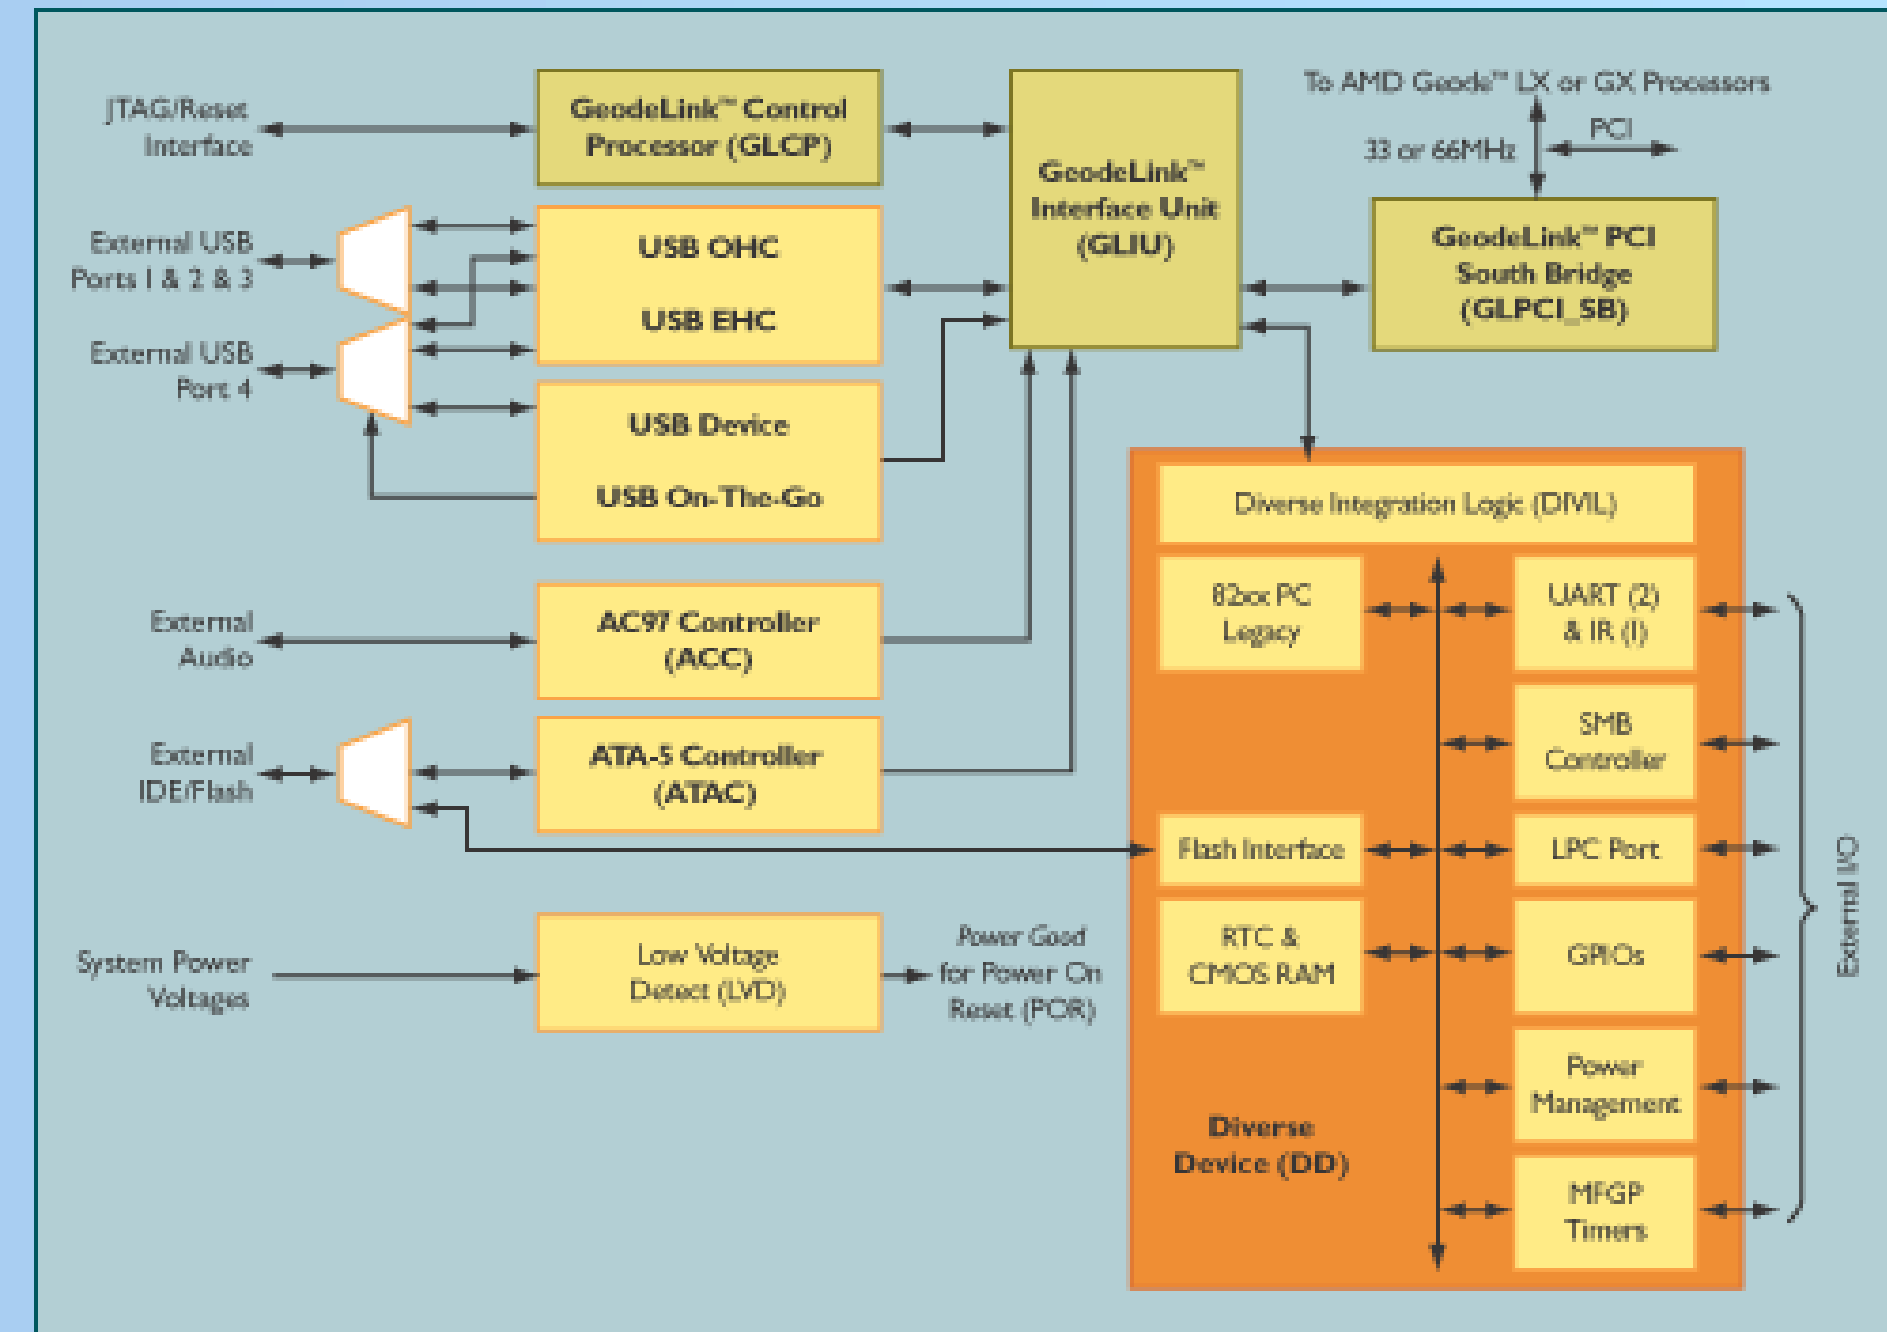 JTAG/Reset
Interface
GeodeLink™ Control
Processor (GLCP)
GeodeLink™
Interface Unit
(GLIU)
To AMD Geode™ LX or GX Processors
33 or 66MHz
PCI
GeodeLink™ PCI
South Bridge
(GLPCI_SB)
External USB
Ports 1 & 2 & 3
USB OHC
USB EHC
External USB
Port 4
USB Device
USB On-The-Go
External
Audio
AC97 Controller
(ACC)
External
IDE/Flash
ATA-5 Controller
(ATAC)
System Power
Voltages
Low Voltage
Detect (LVD)
Power Good
for Power On
Reset (POR)
Diverse Integration Logic (DIVIL)
82xx PC
Legacy
UART (2)
& IR (1)
SMB
Controller
Flash Interface
LPC Port
RTC &
CMOS RAM
GPIOs
Power
Management
Diverse
Device (DD)
MFGP
Timers
External I/O